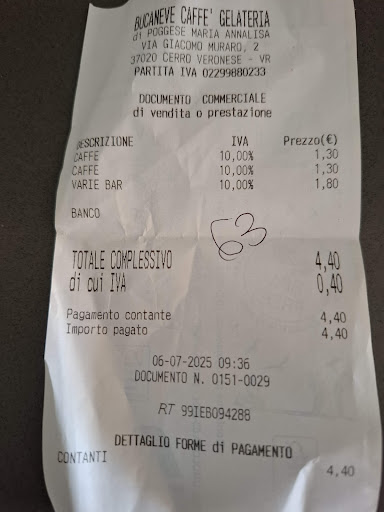 BUCANEVE CAFFE' GELATERIA
di POGGESE MARIA ANNALISA
VIA GIACOMO MURARO, 2
37020 CERRO VERONESE - VR
PARTITA IVA 02299880233
DOCUMENTO COMMERCIALE
di vendita o prestazione
DESCRIZIONE IVA Prezzo(€)
CAFFE 10,00% 1,30
CAFFE 10,00% 1,30
VARIE BAR 10,00% 1,80
BANCO
63
TOTALE COMPLESSIVO 4,40
di cui IVA 0,40
Pagamento contante 4,40
Importo pagato 4,40
06-07-2025 09:36
DOCUMENTO N. 0151-0029
RT 99IEB094288
DETTAGLIO FORME di PAGAMENTO
CONTANTI 4,40